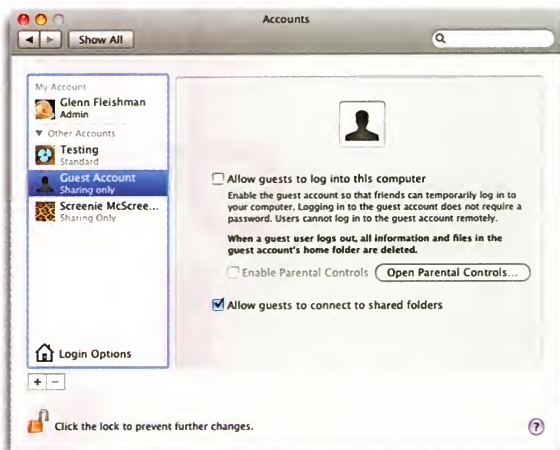 Accounts
Show All
My Account
Glenn Fleishman
Admin
Other Accounts
Testing
Standard
Guest Account
Sharing only
Screenie McScree...
Sharing Only
Login Options
+ -
Allow guests to log into this computer
Enable the guest account so that friends can temporarily log in to
your computer. Logging in to the guest account does not require a
password. Users cannot log in to the guest account remotely.
When a guest user logs out, all information and files in the
guest account's home folder are deleted.
Enable Parental Controls Open Parental Controls...
Allow guests to connect to shared folders
Click the lock to prevent further changes.
?